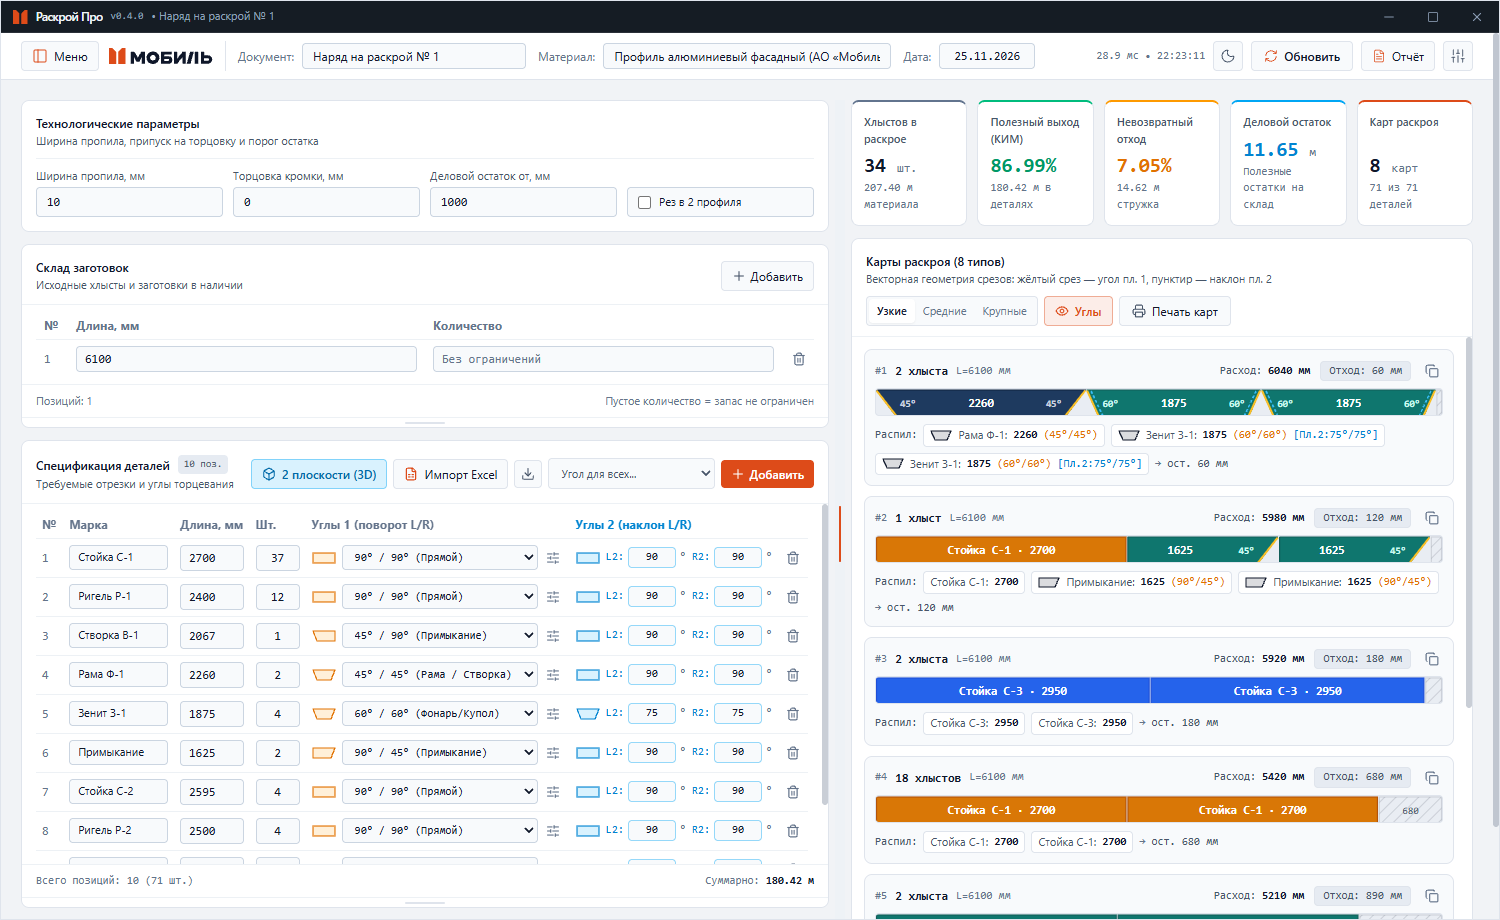 Раскрой Про v0.4.0 • Наряд на раскрой № 1
Меню МОБИЛЬ Документ: Наряд на раскрой № 1 Материал: Профиль алюминиевый фасадный (АО «Мобиль Дата: 25.11.2026 28.9 мс • 22:23:11 Обновить Отчёт
Технологические параметры
Ширина пропила, припуск на торцовку и порог остатка
Ширина пропила, мм Торцовка кромки, мм Деловой остаток от, мм
10 0 1000 Рез в 2 профиля
Склад заготовок
Исходные хлысты и заготовки в наличии
Добавить
№ Длина, мм Количество
1 6100 Без ограничений
Позиций: 1 Пустое количество = запас не ограничен
Спецификация деталей 10 поз.
Требуемые отрезки и углы торцевания
2 плоскости (3D) Импорт Excel Угол для всех... Добавить
№ Марка Длина, мм Шт. Углы 1 (поворот L/R) Углы 2 (наклон L/R)
1 Стойка С-1 2700 37 90° / 90° (Прямой) L2: 90 ° R2: 90 °
2 Ригель Р-1 2400 12 90° / 90° (Прямой) L2: 90 ° R2: 90 °
3 Створка В-1 2067 1 45° / 90° (Примыкание) L2: 90 ° R2: 90 °
4 Рама Ф-1 2260 2 45° / 45° (Рама / Створка) L2: 90 ° R2: 90 °
5 Зенит З-1 1875 4 60° / 60° (Фонарь/Купол) L2: 75 ° R2: 75 °
6 Примыкание 1625 2 90° / 45° (Примыкание) L2: 90 ° R2: 90 °
7 Стойка С-2 2595 4 90° / 90° (Прямой) L2: 90 ° R2: 90 °
8 Ригель Р-2 2500 4 90° / 90° (Прямой) L2: 90 ° R2: 90 °
Всего позиций: 10 (71 шт.) Суммарно: 180.42 м
Хлыстов в раскрое
34 шт.
207.40 м материала
Полезный выход (КИМ)
86.99%
180.42 м в деталях
Невозвратный отход
7.05%
14.62 м стружка
Деловой остаток
11.65 м
Полезные остатки на склад
Карт раскроя
8 карт
71 из 71 деталей
Карты раскроя (8 типов)
Векторная геометрия срезов: жёлтый срез — угол пл. 1, пунктир — наклон пл. 2
Узкие Средние Крупные Углы Печать карт
#1 2 хлыста L=6100 мм Расход: 6040 мм Отход: 60 мм
45° 2260 45° 60° 1875 60° 60° 1875 60°
Распил: Рама Ф-1: 2260 (45°/45°) Зенит З-1: 1875 (60°/60°) [Пл.2:75°/75°]
Зенит З-1: 1875 (60°/60°) [Пл.2:75°/75°] → ост. 60 мм
#2 1 хлыст L=6100 мм Расход: 5980 мм Отход: 120 мм
Стойка С-1 · 2700 1625 45° 1625 45°
Распил: Стойка С-1: 2700 Примыкание: 1625 (90°/45°) Примыкание: 1625 (90°/45°)
→ ост. 120 мм
#3 2 хлыста L=6100 мм Расход: 5920 мм Отход: 180 мм
Стойка С-3 · 2950 Стойка С-3 · 2950
Распил: Стойка С-3: 2950 Стойка С-3: 2950 → ост. 180 мм
#4 18 хлыстов L=6100 мм Расход: 5420 мм Отход: 680 мм
Стойка С-1 · 2700 Стойка С-1 · 2700 680
Распил: Стойка С-1: 2700 Стойка С-1: 2700 → ост. 680 мм
#5 2 хлыста L=6100 мм Расход: 5210 мм Отход: 890 мм